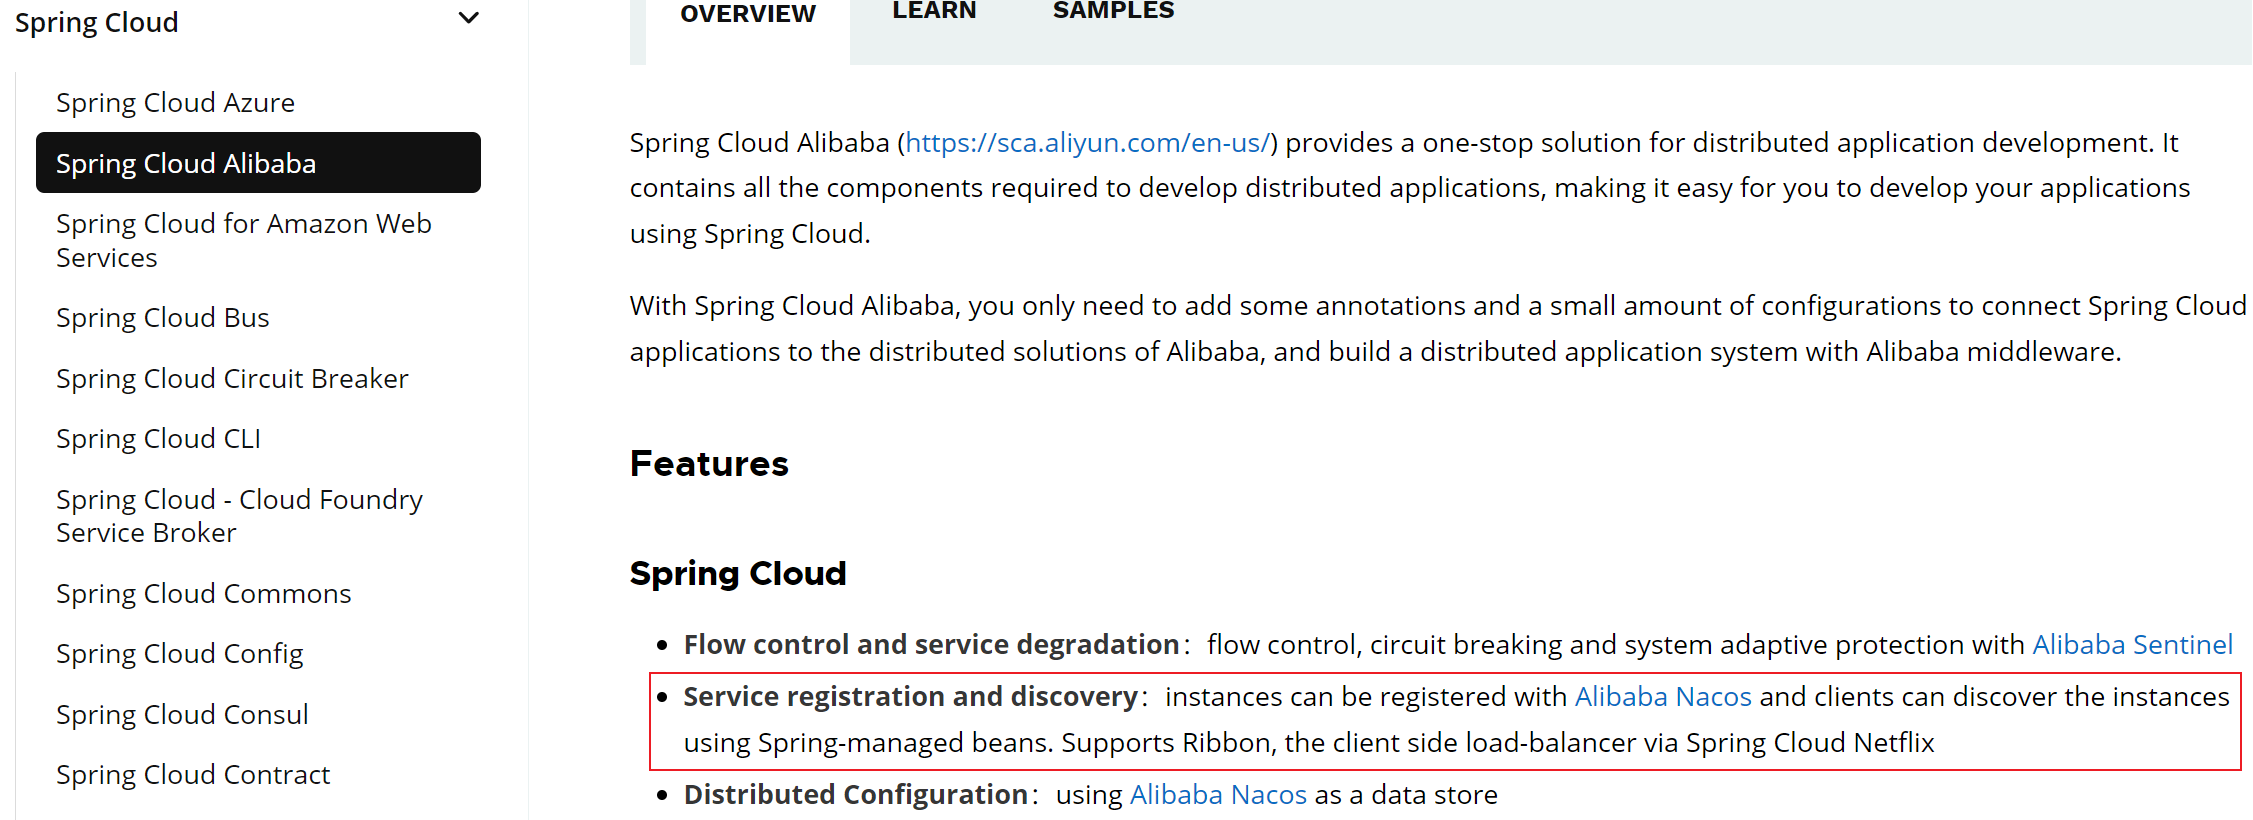 Spring Cloud
Spring Cloud Azure
Spring Cloud Alibaba
Spring Cloud for Amazon Web
Services
Spring Cloud Bus
Spring Cloud Circuit Breaker
Spring Cloud CLI
Spring Cloud - Cloud Foundry
Service Broker
Spring Cloud Commons
Spring Cloud Config
Spring Cloud Consul
Spring Cloud Contract
OVERVIEW LEARN SAMPLES
Spring Cloud Alibaba (https://sca.aliyun.com/en-us/) provides a one-stop solution for distributed application development. It
contains all the components required to develop distributed applications, making it easy for you to develop your applications
using Spring Cloud.
With Spring Cloud Alibaba, you only need to add some annotations and a small amount of configurations to connect Spring Cloud
applications to the distributed solutions of Alibaba, and build a distributed application system with Alibaba middleware.
Features
Spring Cloud
• Flow control and service degradation：flow control, circuit breaking and system adaptive protection with Alibaba Sentinel
• Service registration and discovery：instances can be registered with Alibaba Nacos and clients can discover the instances
using Spring-managed beans. Supports Ribbon, the client side load-balancer via Spring Cloud Netflix
• Distributed Configuration：using Alibaba Nacos as a data store